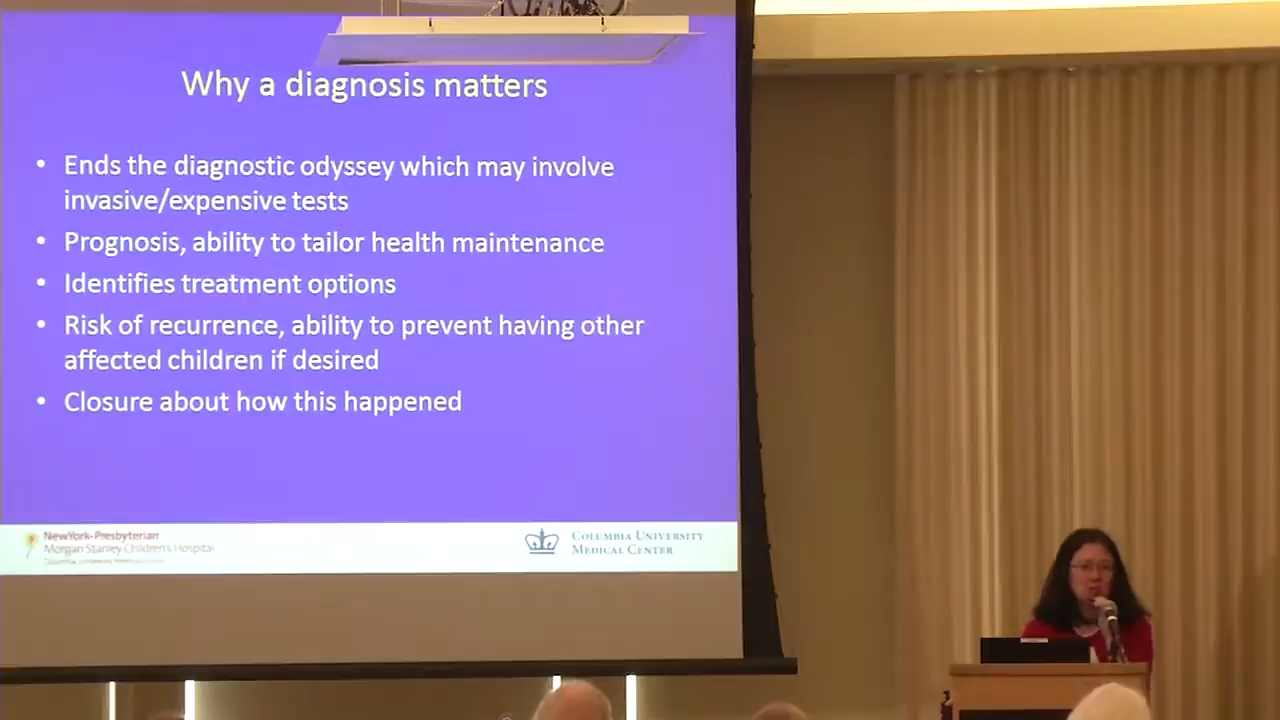 Why a diagnosis matters
• Ends the diagnostic odyssey which may involve
invasive/expensive tests
• Prognosis, ability to tailor health maintenance
• Identifies treatment options
• Risk of recurrence, ability to prevent having other
affected children if desired
• Closure about how this happened
NewYork-Presbyterian
Morgan Stanley Children's Hospital
COLUMBIA UNIVERSITY
MEDICAL CENTER